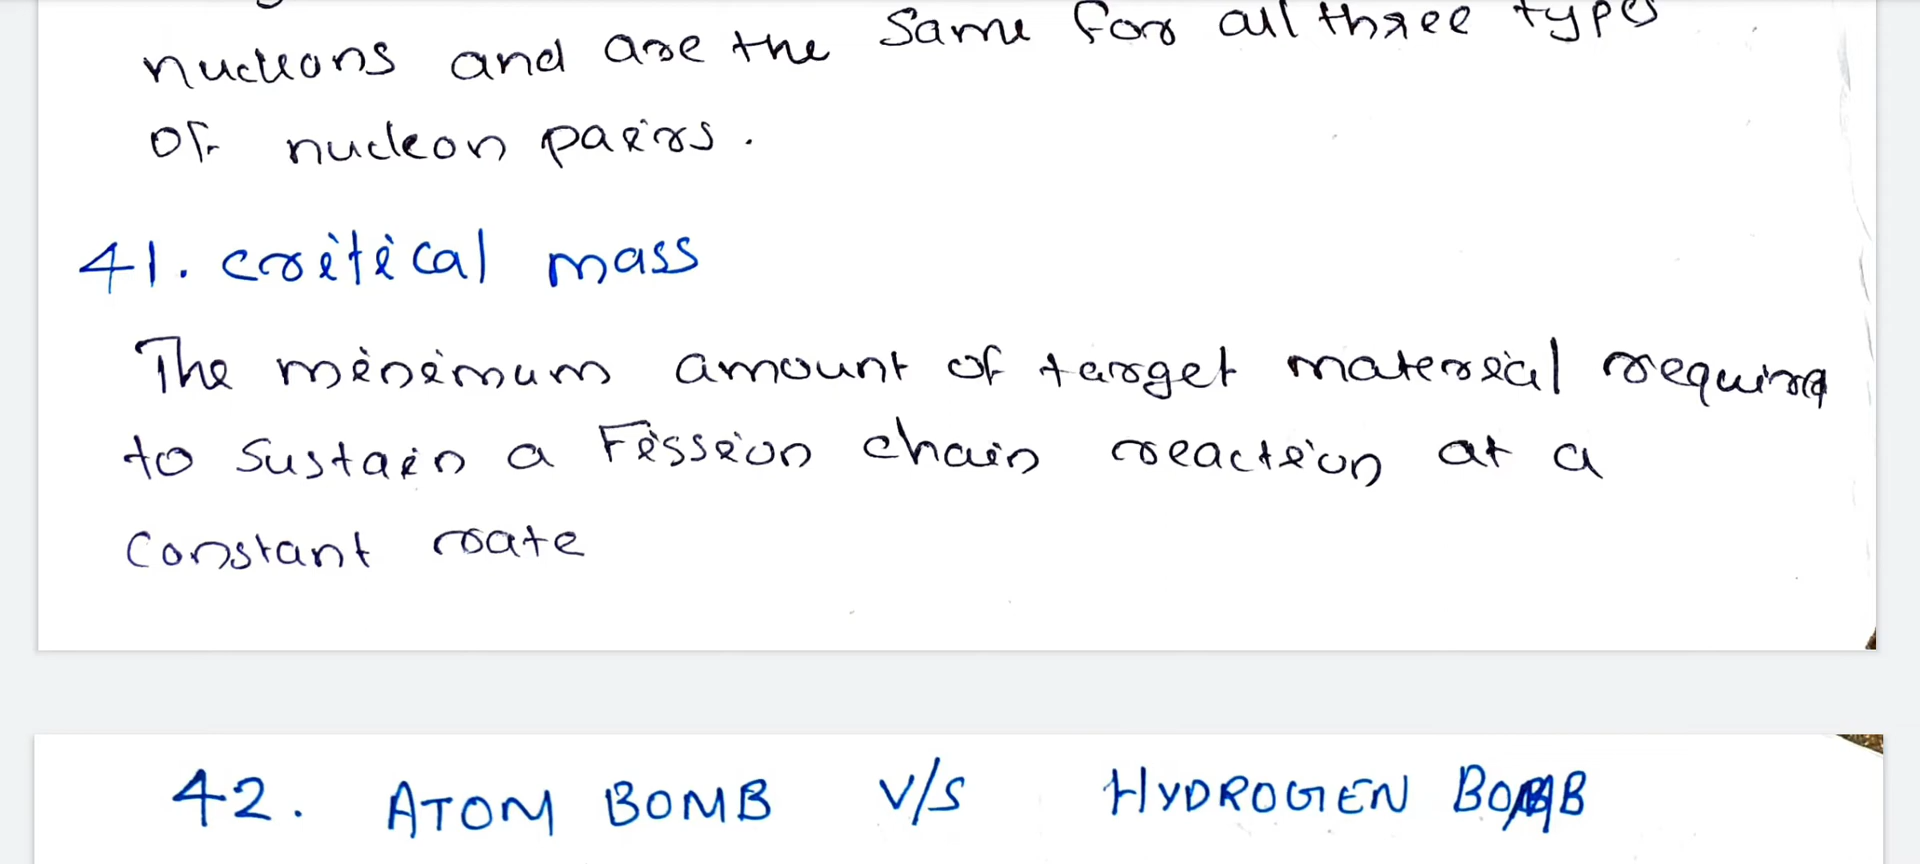 nucleons and are the same for all three types
of nucleon pairs.
41. critical mass
The minimum amount of target material required
to sustain a Fission chain reaction at a
constant rate
42. ATOM BOMB V/S HYDROGEN BOMB